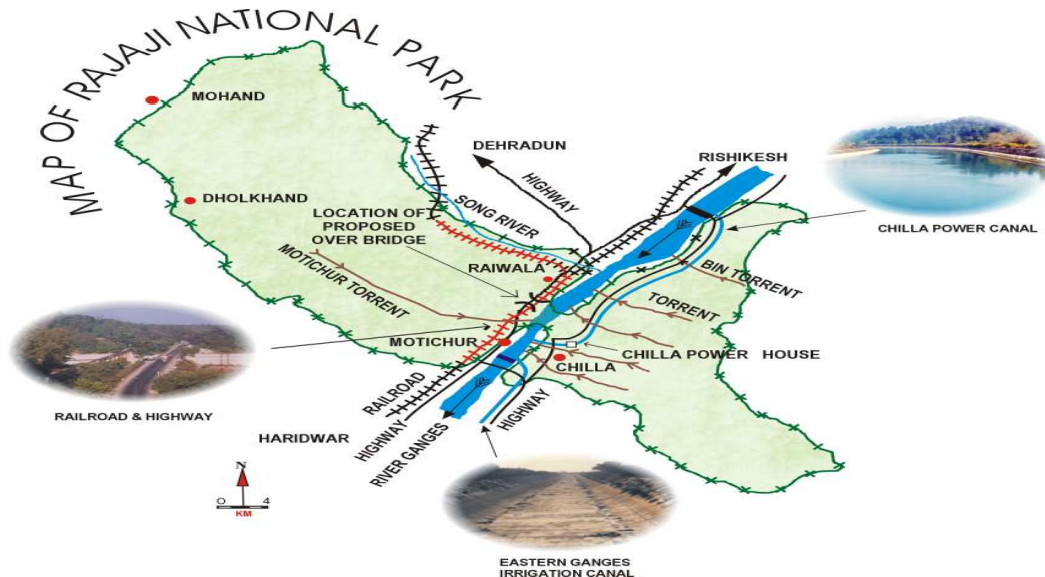 MAP OF RAJAJI NATIONAL PARK
MOHAND
DEHRADUN
RISHIKESH
HIGHWAY
DHOLKHAND
SONG RIVER
LOCATION OF
PROPOSED
OVER BRIDGE
CHILLA POWER CANAL
MOTICHUR TORRENT
RAIWALA
BIN TORRENT
TORRENT
MOTICHUR
CHILLA POWER HOUSE
CHILLA
RAILROAD & HIGHWAY
RAILROAD
HIGHWAY
HARIDWAR
HIGHWAY
RIVER GANGES
N
O 4
KM
EASTERN GANGES
IRRIGATION CANAL